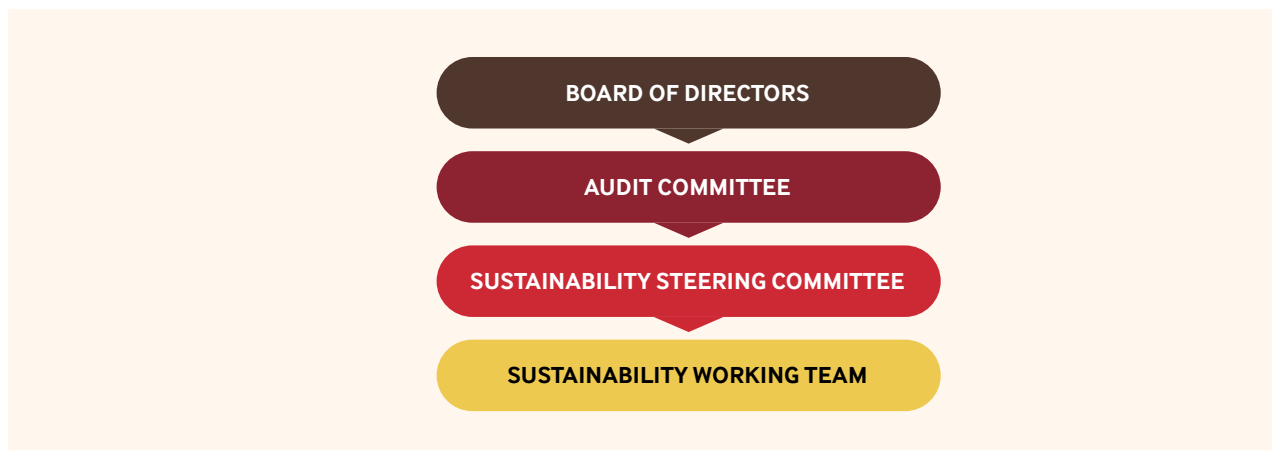 BOARD OF DIRECTORS
AUDIT COMMITTEE
SUSTAINABILITY STEERING COMMITTEE
SUSTAINABILITY WORKING TEAM